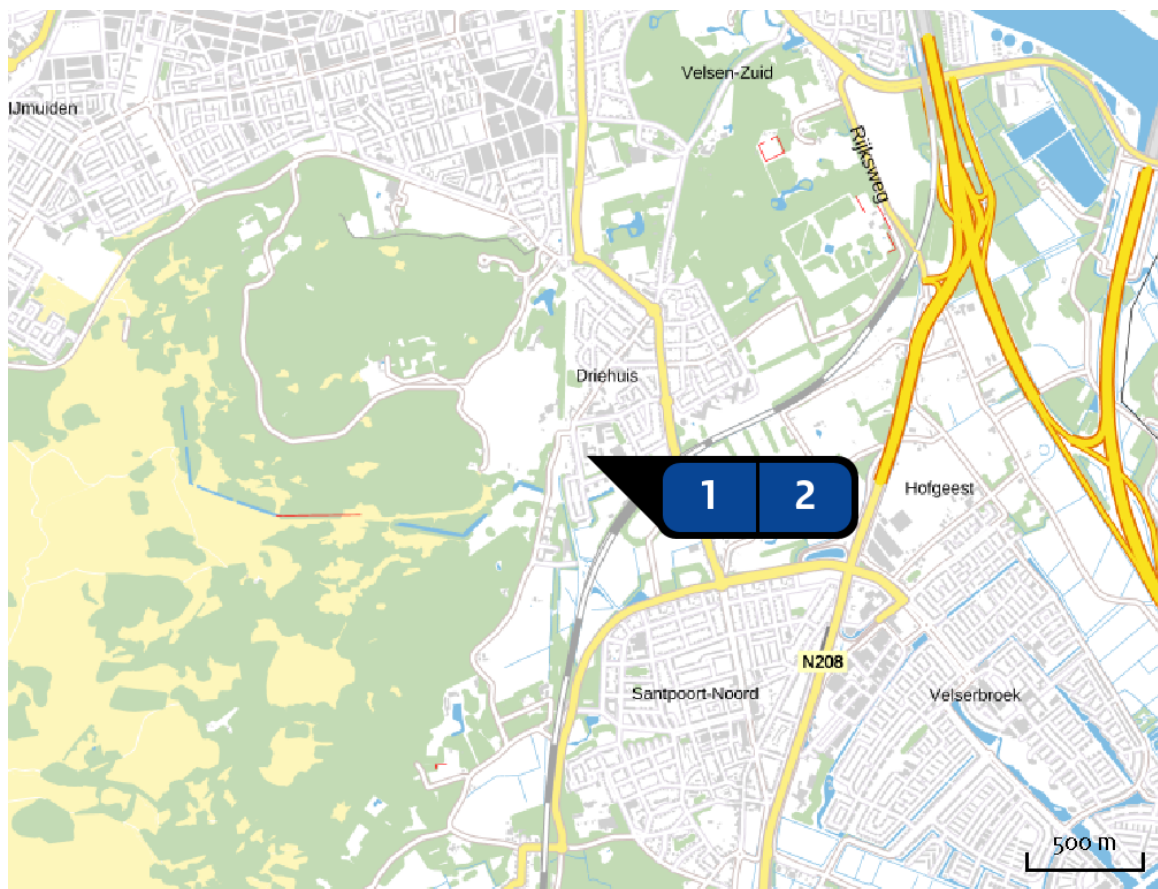 Velsen-Zuid
IJmuiden
Rijksweg
Driehuis
1 2
Hofgeest
N208
Santpoort-Noord
Velserbroek
500 m